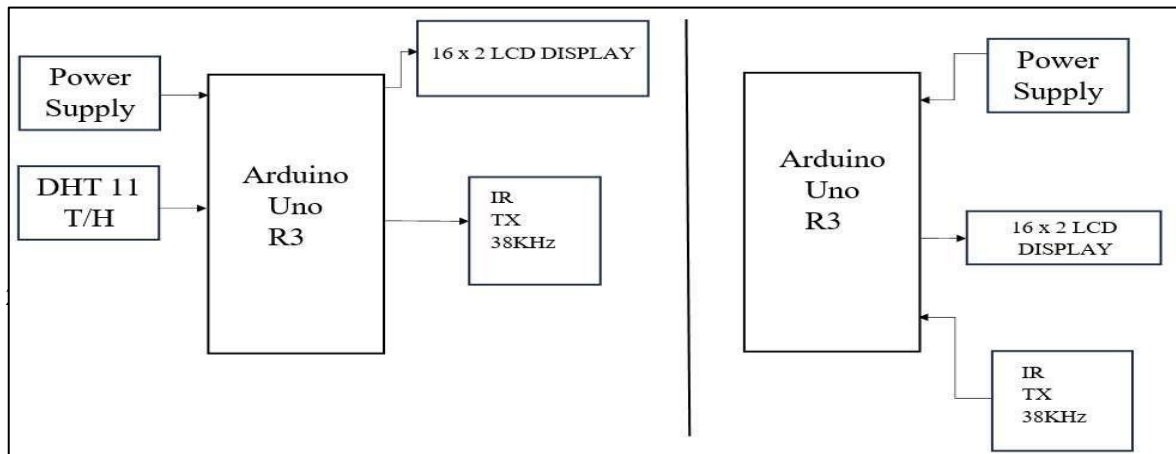 Power
Supply
DHT 11
T/H
Arduino
Uno
R3
16 x 2 LCD DISPLAY
IR
TX
38KHz
Arduino
Uno
R3
Power
Supply
16 x 2 LCD
DISPLAY
IR
TX
38KHz